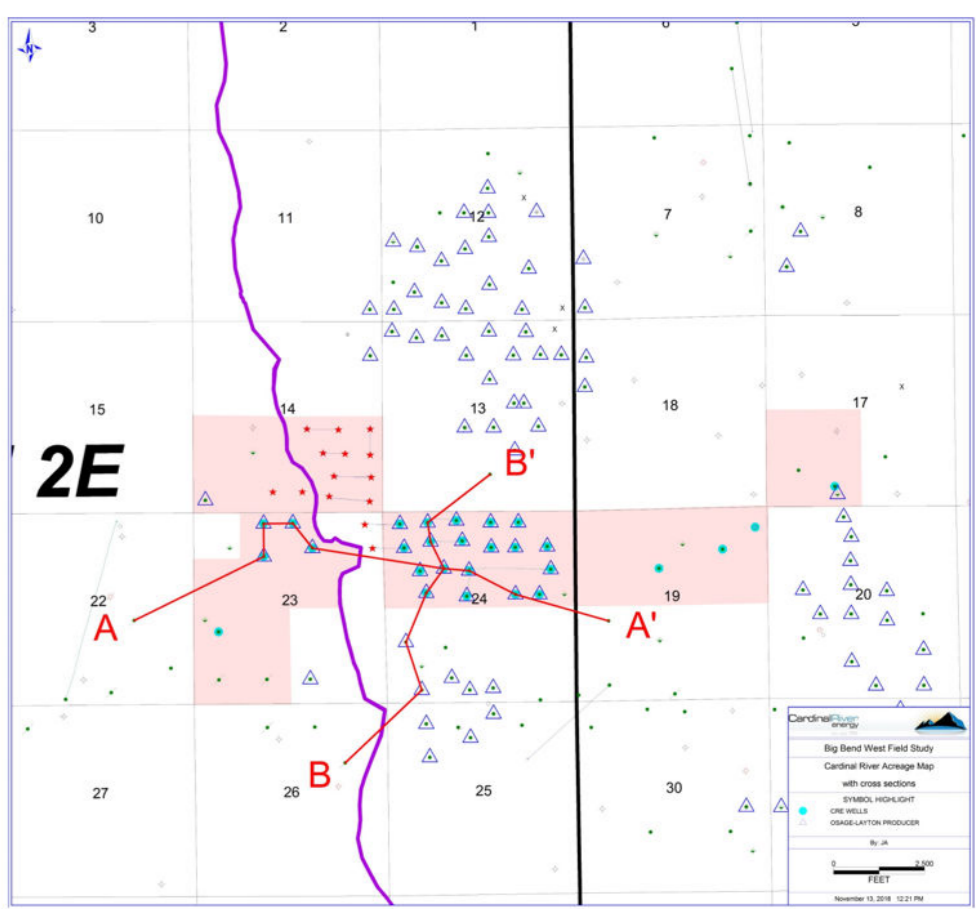 3 2 1 6 5
N
10 11 12 7 8
X
X
X
X
15 14 13 18 17
2E
B'
22 23 24 19 20
A A'
B
27 26 25 30
CardinalRiver
energy
Big Bend West Field Study
Cardinal River Acreage Map
with cross sections
SYMBOL HIGHLIGHT
CRE WELLS
OSAGE-LAYTON PRODUCER
By: JA
0 2,500
FEET
November 13, 2018 12:21 PM